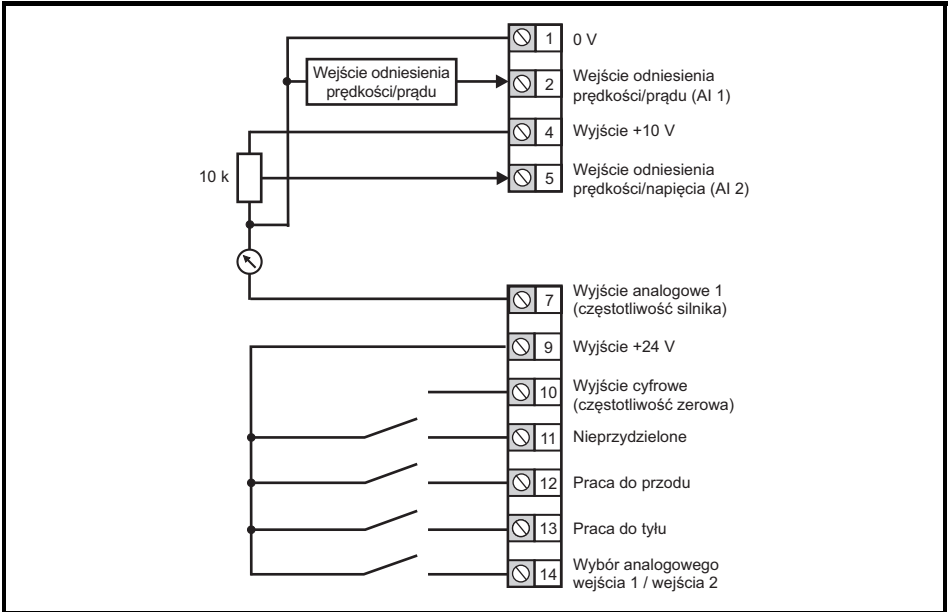 1 0 V
Wejście odniesienia
prędkości/prądu
2 Wejście odniesienia
prędkości/prądu (AI 1)
4 Wyjście +10 V
10 k
5 Wejście odniesienia
prędkości/napięcia (AI 2)
7 Wyjście analogowe 1
(częstotliwość silnika)
9 Wyjście +24 V
10 Wyjście cyfrowe
(częstotliwość zerowa)
11 Nieprzydzielone
12 Praca do przodu
13 Praca do tyłu
14 Wybór analogowego
wejścia 1 / wejścia 2